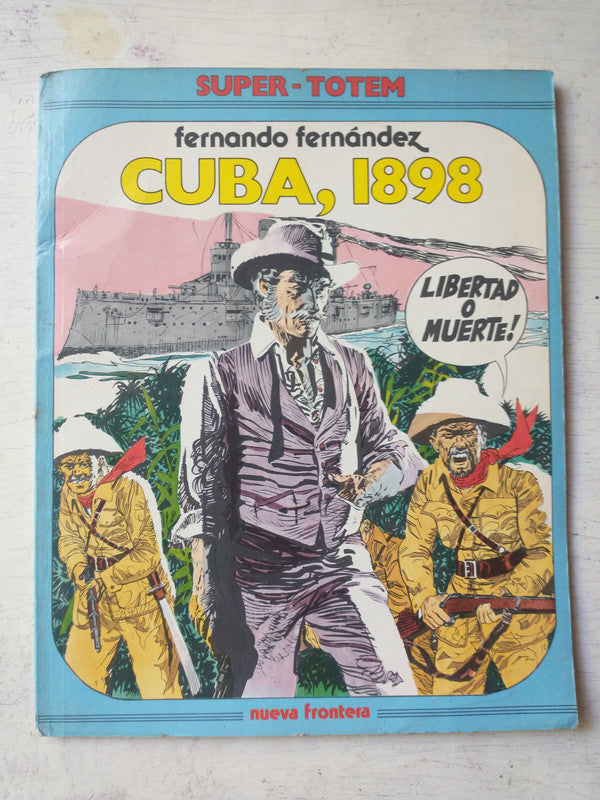 SUPER-TOTEM
fernando fernández
CUBA, 1898
LIBERTAD
O
MUERTE!
nueva frontera